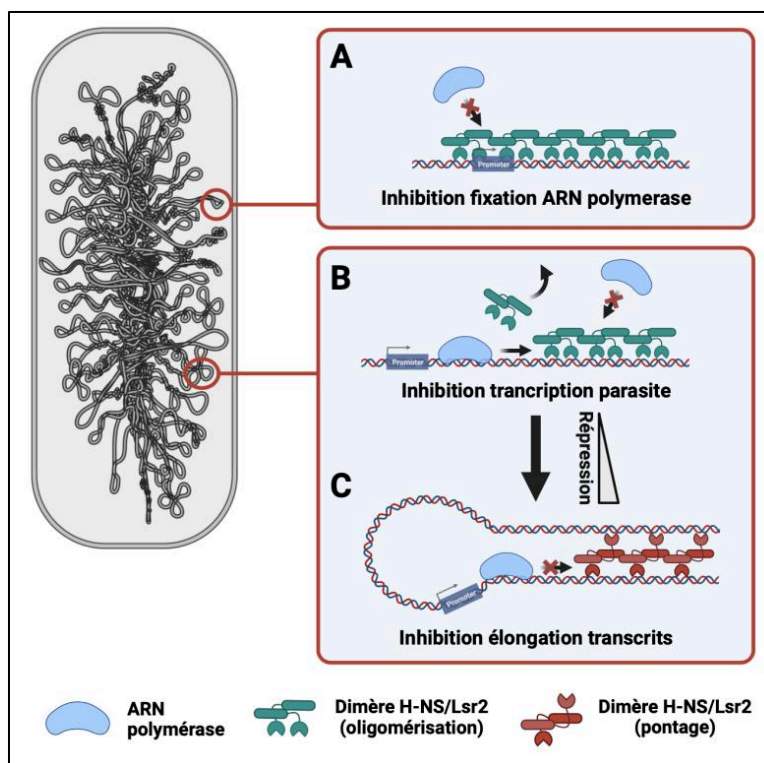 A
Promoter
Inhibition fixation ARN polymerase
B
Promoter
Inhibition trancription parasite
Répression
C
Promoter
Inhibition élongation transcrits
ARN
polymérase
Dimère H-NS/Lsr2
(oligomérisation)
Dimère H-NS/Lsr2
(pontage)